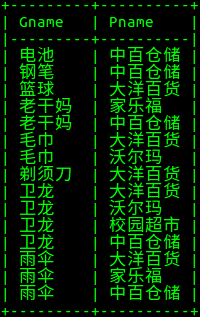 Gname | Pname
电池 | 中百仓储
钢笔 | 中百仓储
篮球 | 大洋百货
老干妈 | 家乐福
老干妈 | 中百仓储
毛巾 | 大洋百货
毛巾 | 沃尔玛
剃须刀 | 大洋百货
卫龙 | 大洋百货
卫龙 | 沃尔玛
卫龙 | 校园超市
卫龙 | 中百仓储
雨伞 | 大洋百货
雨伞 | 家乐福
雨伞 | 中百仓储